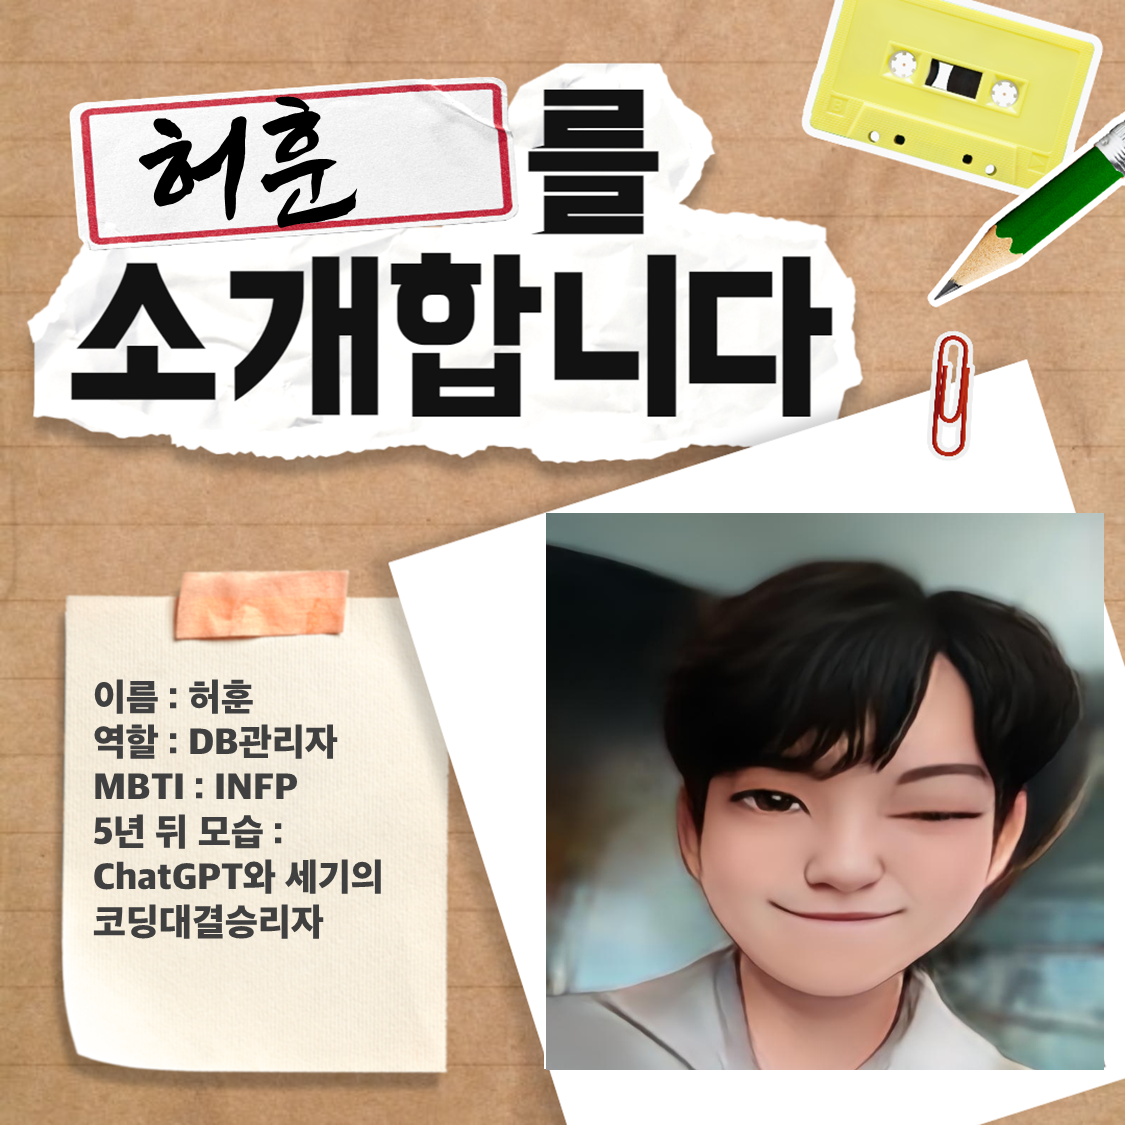 허훈 를
소개합니다
이름 : 허훈
역할 : DB관리자
MBTI : INFP
5년 뒤 모습 :
ChatGPT와 세기의
코딩대결승리자